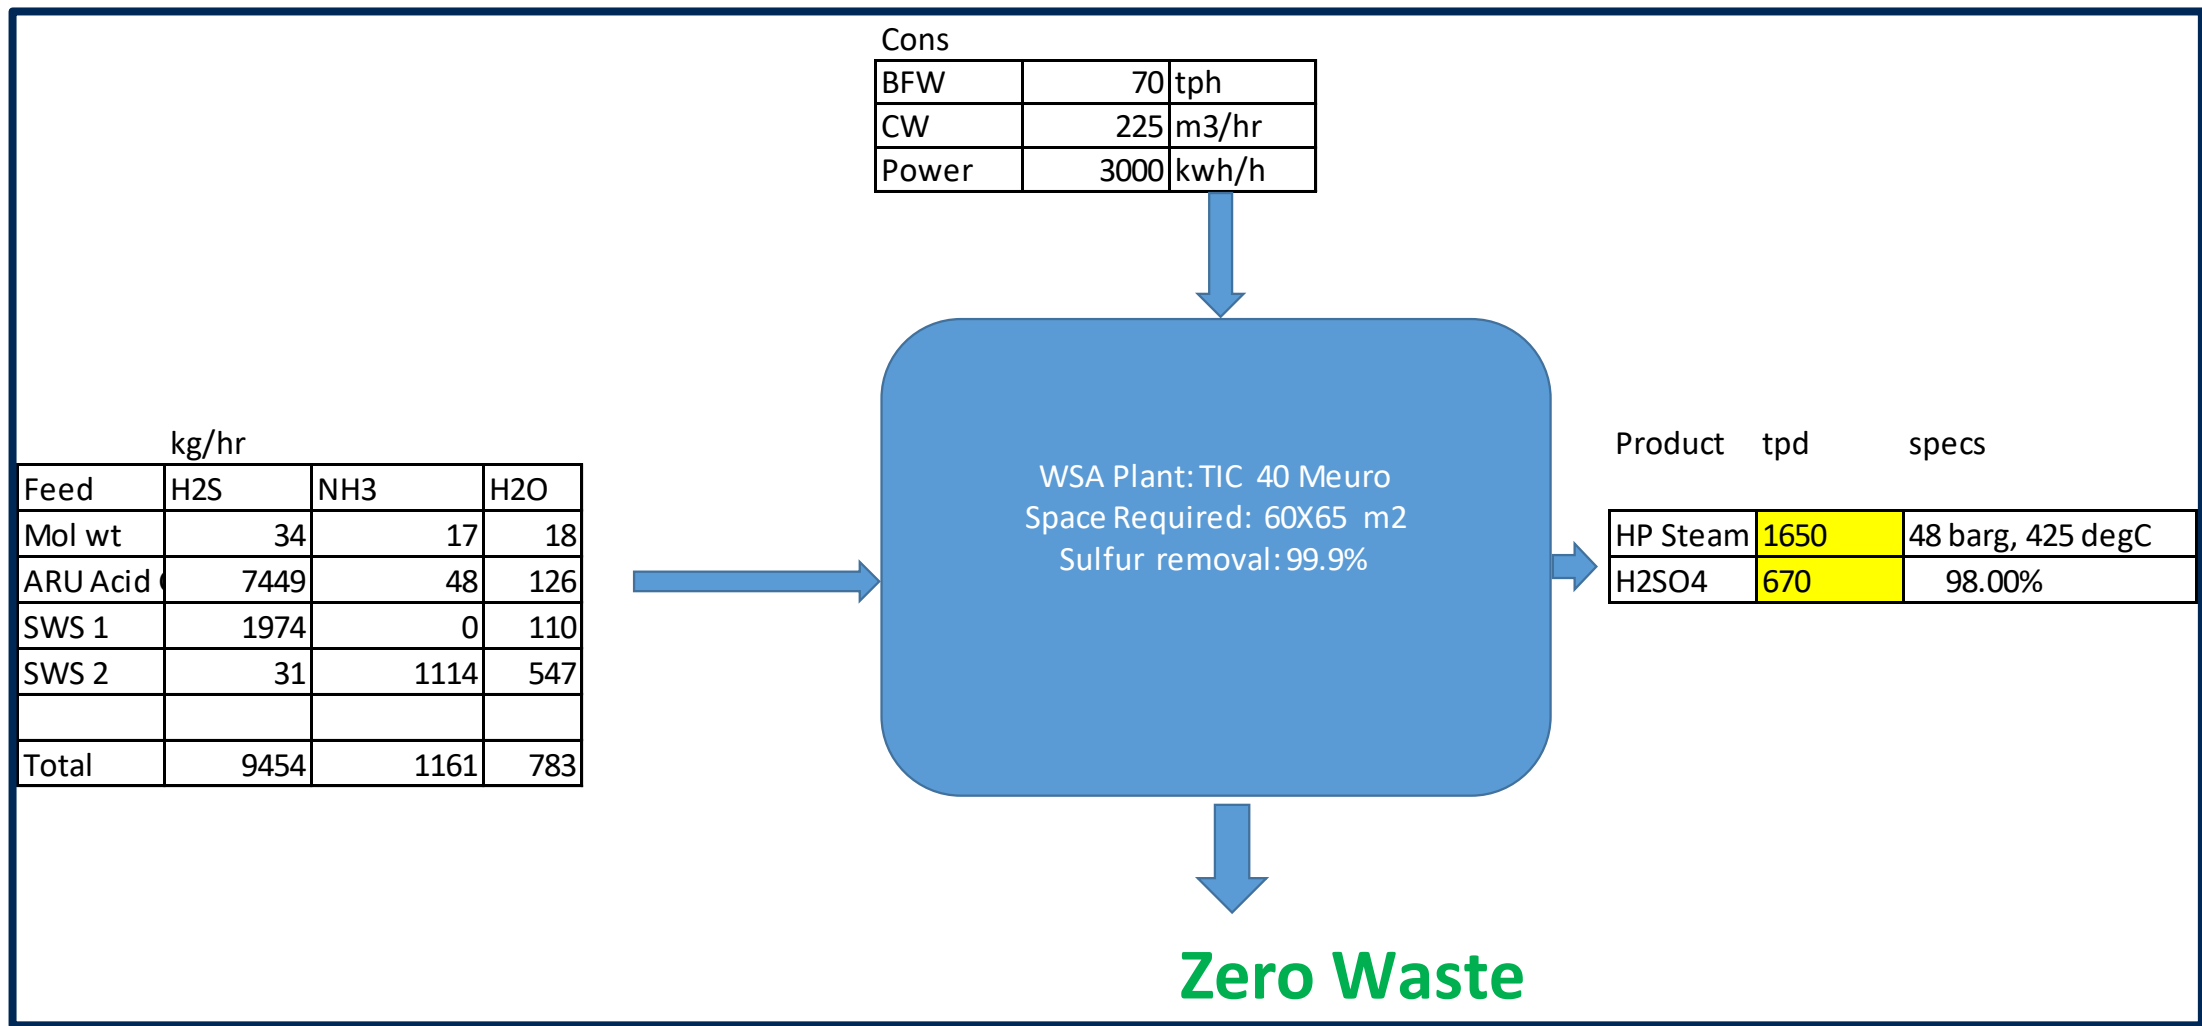 Cons
BFW 70 tph
CW 225 m3/hr
Power 3000 kwh/h
kg/hr
Feed H2S NH3 H2O
Mol wt 34 17 18
ARU Acid 7449 48 126
SWS 1 1974 0 110
SWS 2 31 1114 547
Total 9454 1161 783
WSA Plant: TIC 40 Meuro
Space Required: 60X65 m2
Sulfur removal: 99.9%
Product tpd specs
HP Steam 1650 48 barg, 425 degC
H2SO4 670 98.00%
Zero Waste